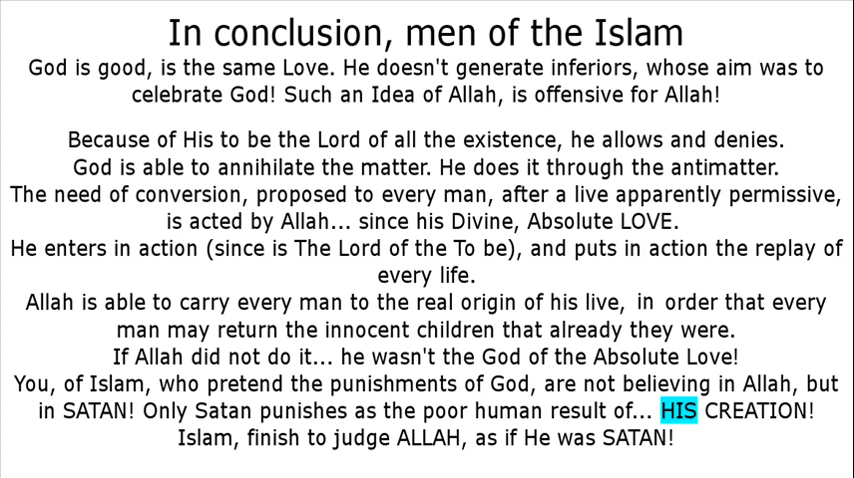 In conclusion, men of the Islam
God is good, is the same Love. He doesn't generate inferiors, whose aim was to
celebrate God! Such an Idea of Allah, is offensive for Allah!
Because of His to be the Lord of all the existence, he allows and denies.
God is able to annihilate the matter. He does it through the antimatter.
The need of conversion, proposed to every man, after a live apparently permissive,
is acted by Allah... since his Divine, Absolute LOVE.
He enters in action (since is The Lord of the To be), and puts in action the replay of
every life.
Allah is able to carry every man to the real origin of his live, in order that every
man may return the innocent children that already they were.
If Allah did not do it... he wasn't the God of the Absolute Love!
You, of Islam, who pretend the punishments of God, are not believing in Allah, but
in SATAN! Only Satan punishes as the poor human result of... HIS CREATION!
Islam, finish to judge ALLAH, as if He was SATAN!